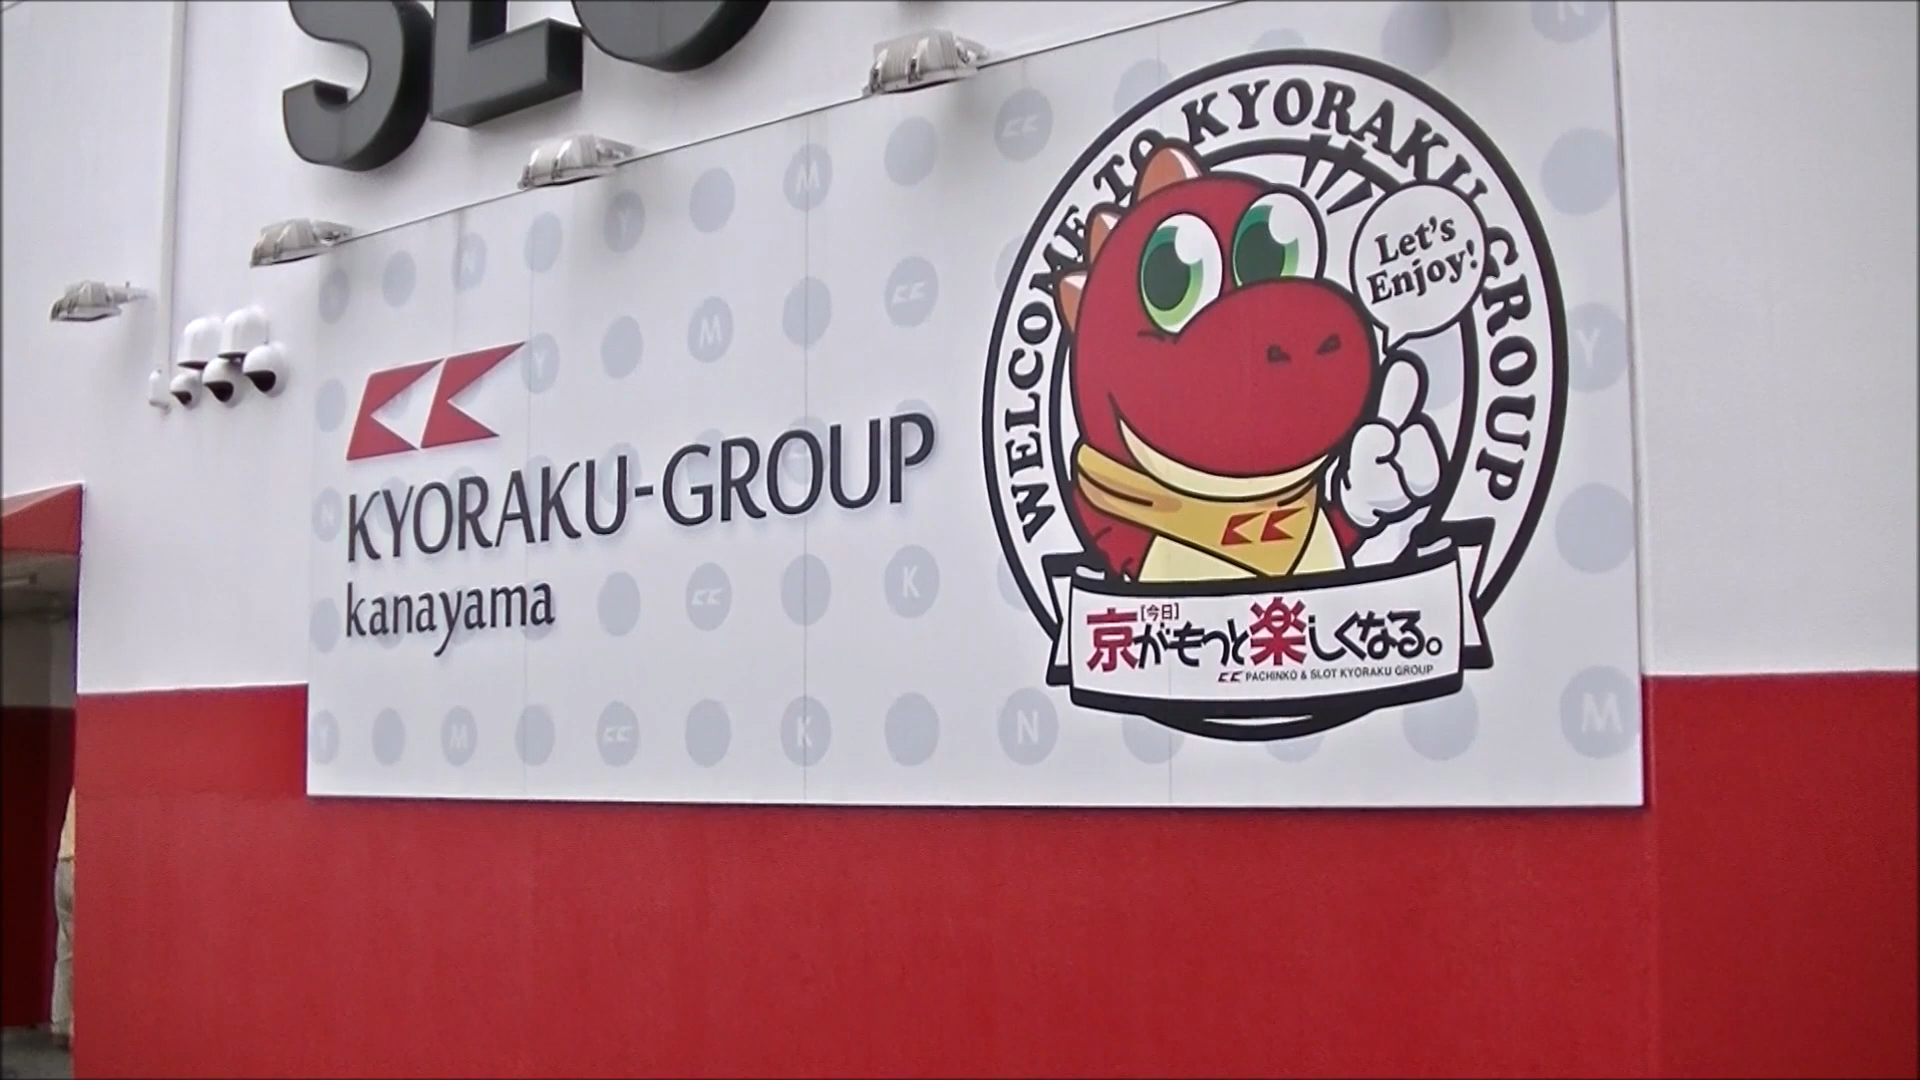 SLOT
KYORAKU-GROUP
kanayama
WELCOME TO KYORAKU GROUP
Let's
Enjoy!
[今日]
京がもっと楽しくなる。
PACHINKO & SLOT KYORAKU GROUP
N
M
Y
N
M
Y
Y
N
K
Y
M
K
N
M